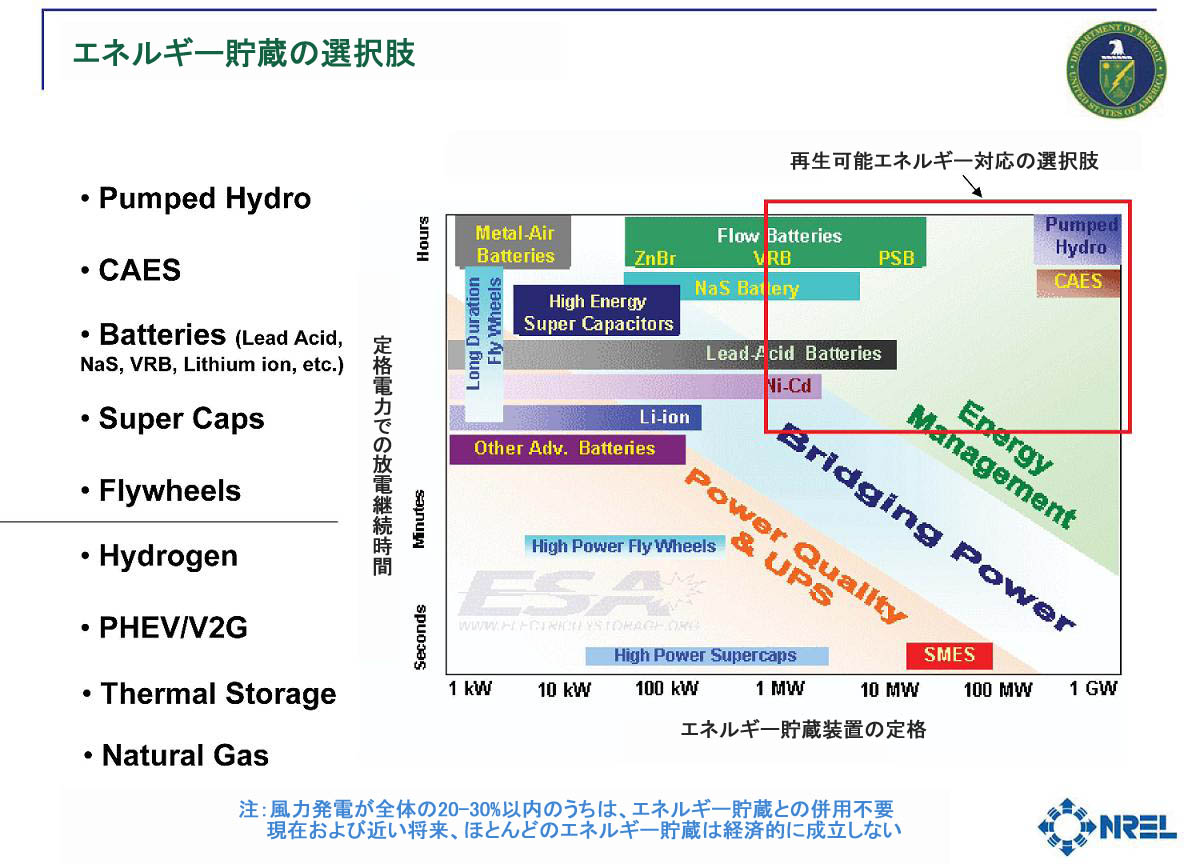 エネルギー貯蔵の選択肢
DEPARTMENT OF ENERGY
UNITED STATES OF AMERICA
• Pumped Hydro
• CAES
• Batteries (Lead Acid,
NaS, VRB, Lithium ion, etc.)
• Super Caps
• Flywheels
• Hydrogen
• PHEV/V2G
• Thermal Storage
• Natural Gas
再生可能エネルギー対応の選択肢
定格電力での放電継続時間
Hours
Minutes
Seconds
Metal-Air
Batteries
Flow Batteries
ZnBr VRB PSB
Pumped
Hydro
NaS Battery
CAES
Long Duration
Fly Wheels
High Energy
Super Capacitors
Lead-Acid Batteries
Ni-Cd
Li-ion
Other Adv. Batteries
Energy
Management
Bridging Power
Power Quality
& UPS
High Power Fly Wheels
ESA
WWW.ELECTRICITYSTORAGE.ORG
High Power Supercaps
SMES
1 kW 10 kW 100 kW 1 MW 10 MW 100 MW 1 GW
エネルギー貯蔵装置の定格
注：風力発電が全体の20-30%以内のうちは、エネルギー貯蔵との併用不要
現在および近い将来、ほとんどのエネルギー貯蔵は経済的に成立しない
NREL